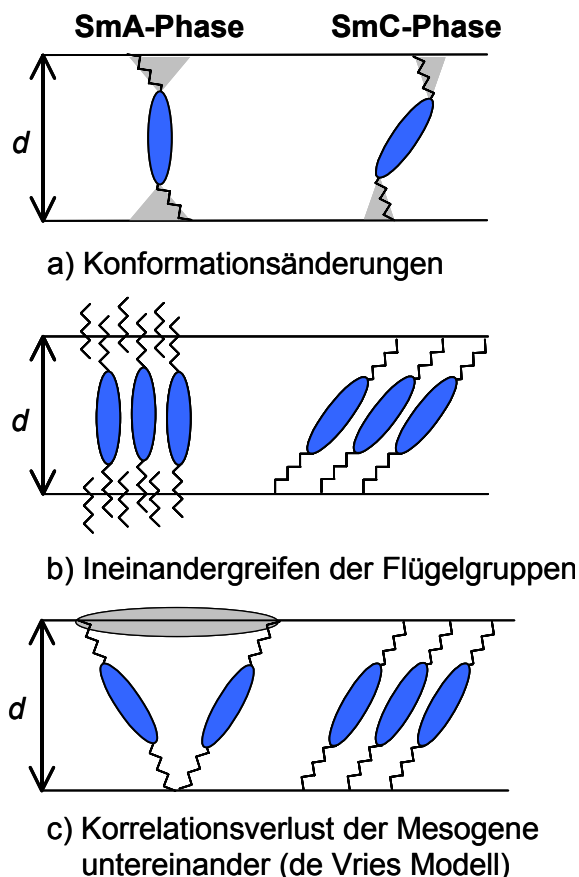 SmA-Phase SmC-Phase
d
a) Konformationsänderungen
d
b) Ineinandergreifen der Flügelgruppen
d
c) Korrelationsverlust der Mesogene
untereinander (de Vries Modell)